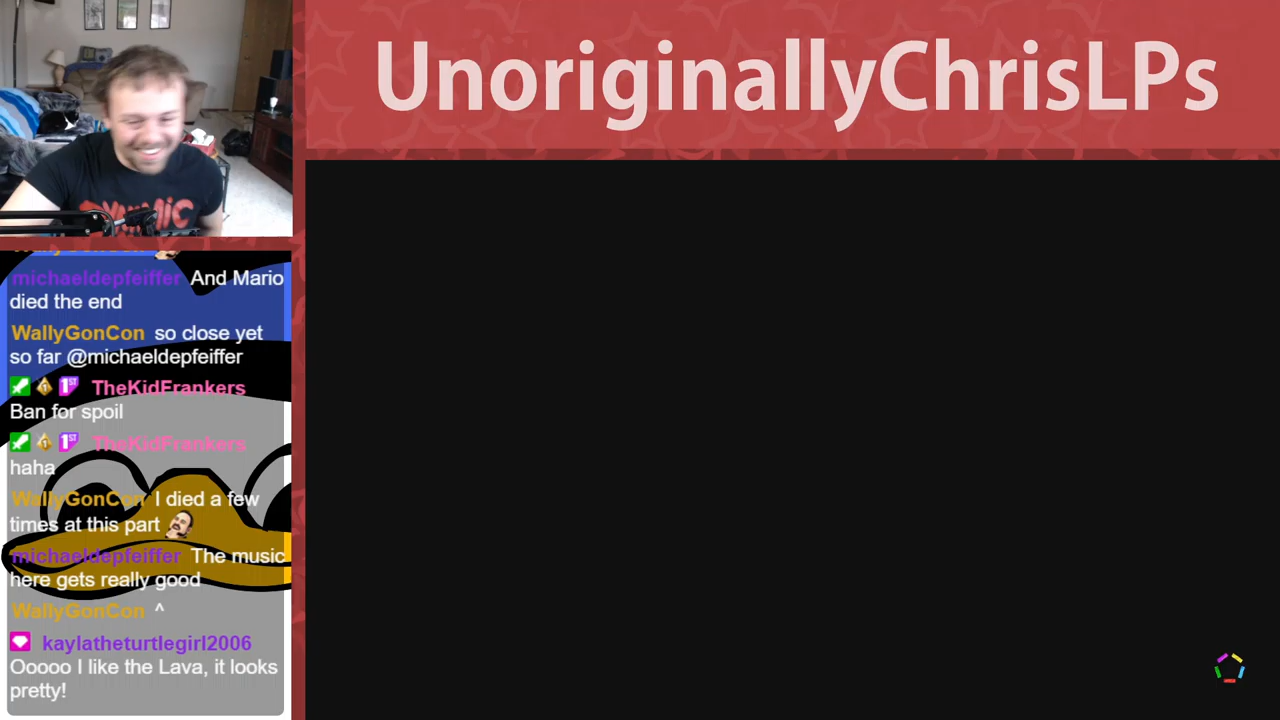 UnoriginallyChrisLPs
michaeldepfeiffer And Mario
died the end
WallyGonCon so close yet
so far @michaeldepfeiffer
1ST TheKidFrankers
Ban for spoil
1ST TheKidFrankers
haha
WallyGonCon I died a few
times at this part
michaeldepfeiffer The music
here gets really good
WallyGonCon ^
kaylatheturtlegirl2006
Ooooo I like the Lava, it looks
pretty!